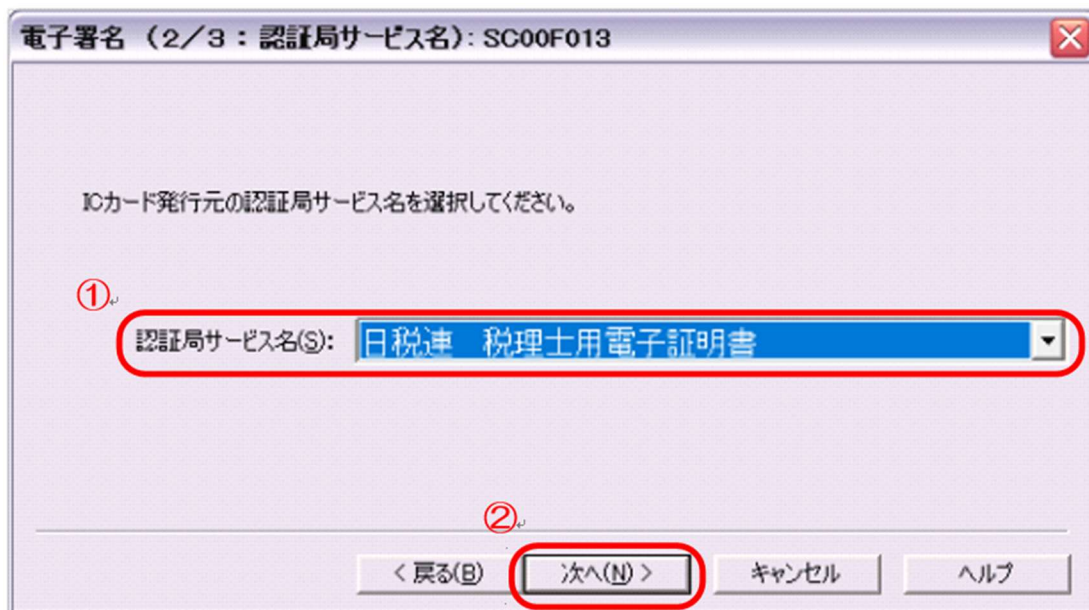 電子署名 (2/3:認証局サービス名): SC00F013
ICカード発行元の認証局サービス名を選択してください。
①
認証局サービス名(S): 日税連 税理士用電子証明書
②
< 戻る(B) 次へ(N) > キャンセル ヘルプ